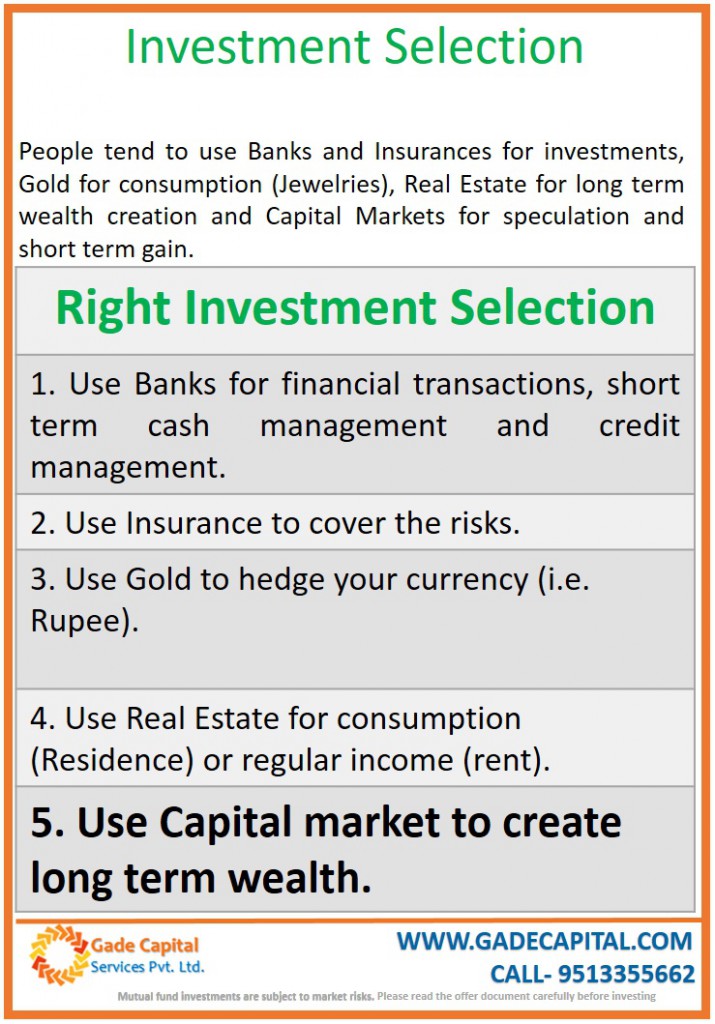 Investment Selection
People tend to use Banks and Insurances for investments,
Gold for consumption (Jewelries), Real Estate for long term
wealth creation and Capital Markets for speculation and
short term gain.
Right Investment Selection
1. Use Banks for financial transactions, short
term cash management and credit
management.
2. Use Insurance to cover the risks.
3. Use Gold to hedge your currency (i.e.
Rupee).
4. Use Real Estate for consumption
(Residence) or regular income (rent).
5. Use Capital market to create
long term wealth.
Gade Capital
Services Pvt. Ltd.
WWW.GADECAPITAL.COM
CALL- 9513355662
Mutual fund investments are subject to market risks. Please read the offer document carefully before investing